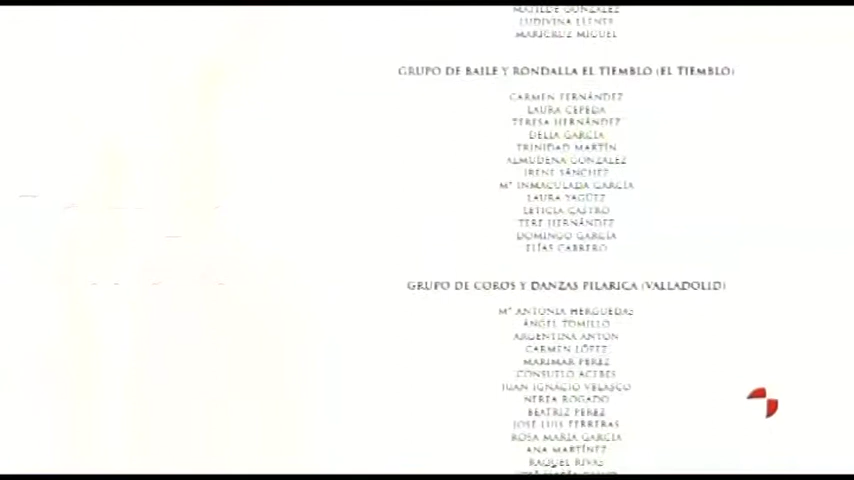 MATILDE GONZÁLEZ
LUDIVINA LLENTE
MARICRUZ MIGUEL
GRUPO DE BAILE Y RONDALLA EL TIEMBLO (EL TIEMBLO)
CARMEN FERNÁNDEZ
LAURA CEPEDA
TERESA HERNÁNDEZ
DELIA GARCÍA
TRINIDAD MARTÍN
ALMUDENA GONZÁLEZ
IRENE SÁNCHEZ
Mª INMACULADA GARCÍA
LAURA YAGÜEZ
LETICIA CASTRO
TERE HERNÁNDEZ
DOMINGO GARCÍA
ELÍAS CABRERO
GRUPO DE COROS Y DANZAS PILARICA (VALLADOLID)
Mª ANTONIA HERGUEDAS
ÁNGEL TOMILLO
ARGENTINA ANTÓN
CARMEN LÓPEZ
MARIMAR PÉREZ
CONSUELO ACEBES
JUAN IGNACIO VELASCO
NEREA ROGADO
BEATRIZ PÉREZ
JOSÉ LUIS FERRERAS
ROSA MARÍA GARCÍA
ANA MARTÍNEZ
RAQUEL RIVAS